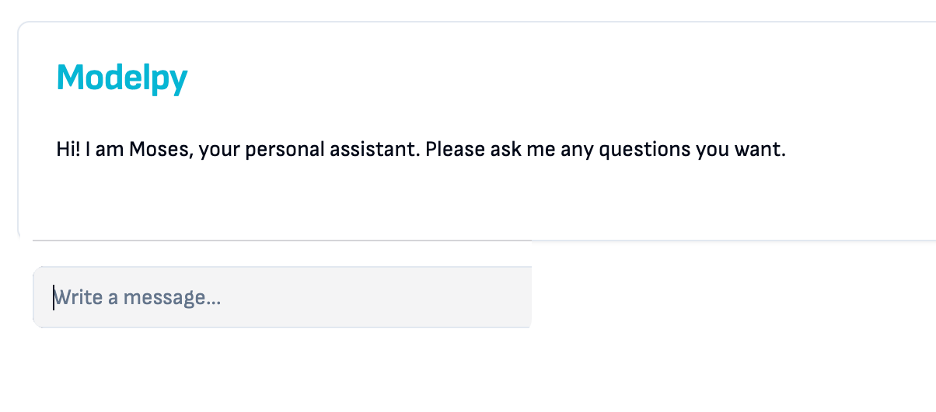 Modelpy
Hi! I am Moses, your personal assistant. Please ask me any questions you want.
Write a message...